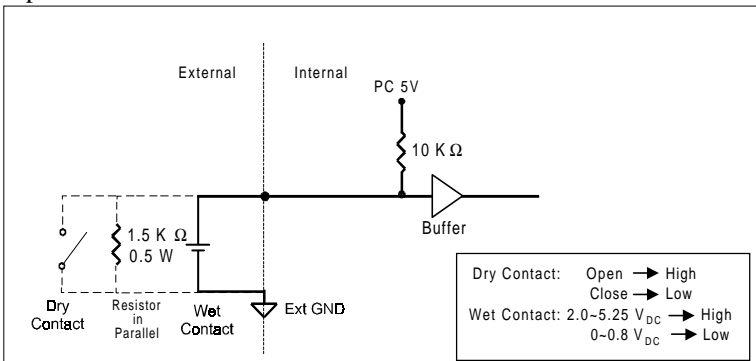 External
Internal
PC 5V
10 K Ω
Buffer
1.5 K Ω
0.5 W
Dry
Contact
Resistor
in
Parallel
Wet
Contact
Ext GND
Dry Contact: Open → High
Close → Low
Wet Contact: 2.0~5.25 VDC → High
0~0.8 VDC → Low